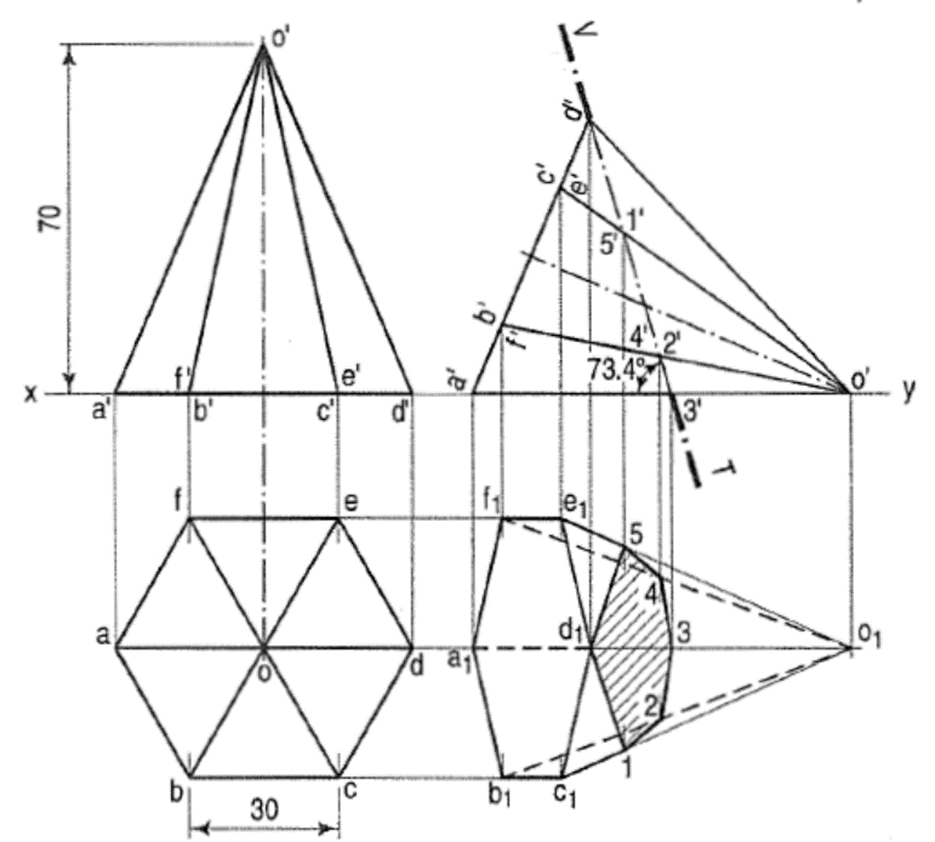 o'
V
d'
c'
e'
1'
5'
70
b'
f'
4'
2'
73.4°
a'
x
f'
e'
o'
y
a'
b'
c'
d'
3'
T
f
e
f1
e1
5
4
a
o
d
a1
d1
3
o1
2
1
b
c
b1
c1
30